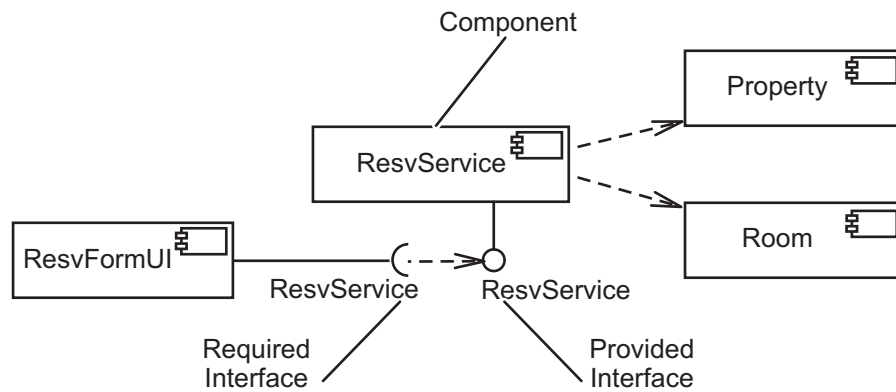 Component
Property
ResvService
Room
ResvFormUI
ResvService
ResvService
Required
Interface
Provided
Interface